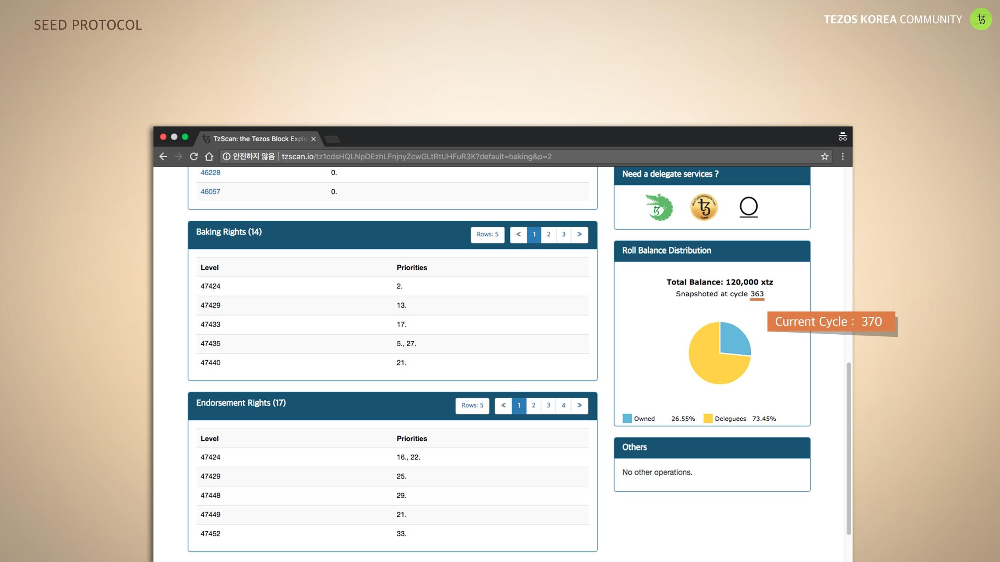 SEED PROTOCOL
TEZOS KOREA COMMUNITY
TzScan: the Tezos Block Explo
안전하지 않음 | tzscan.io/tz1cdsHQLNpDEzhLFnjnyZcwGLtRtUHFuR3K?default=baking&p=2
46228 0.
46057 0.
Baking Rights (14)
Rows: 5 < 1 2 3 >
Level Priorities
47424 2.
47429 13.
47433 17.
47435 5., 27.
47440 21.
Endorsement Rights (17)
Rows: 5 < 1 2 3 4 >
Level Priorities
47424 16., 22.
47429 25.
47448 29.
47449 21.
47452 33.
Need a delegate services ?
MyCryptoDelegate.com
TEZOS
Roll Balance Distribution
Total Balance: 120,000 xtz
Snapshoted at cycle 363
Current Cycle : 370
Owned 26.55% Deleguees 73.45%
Others
No other operations.